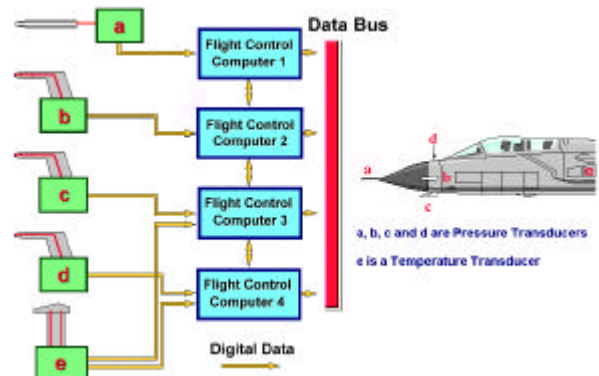 Data Bus
a
Flight Control
Computer 1
b
Flight Control
Computer 2
c
Flight Control
Computer 3
d
Flight Control
Computer 4
e
Digital Data
d
a
b
e
c
a, b, c and d are Pressure Transducers
e is a Temperature Transducer